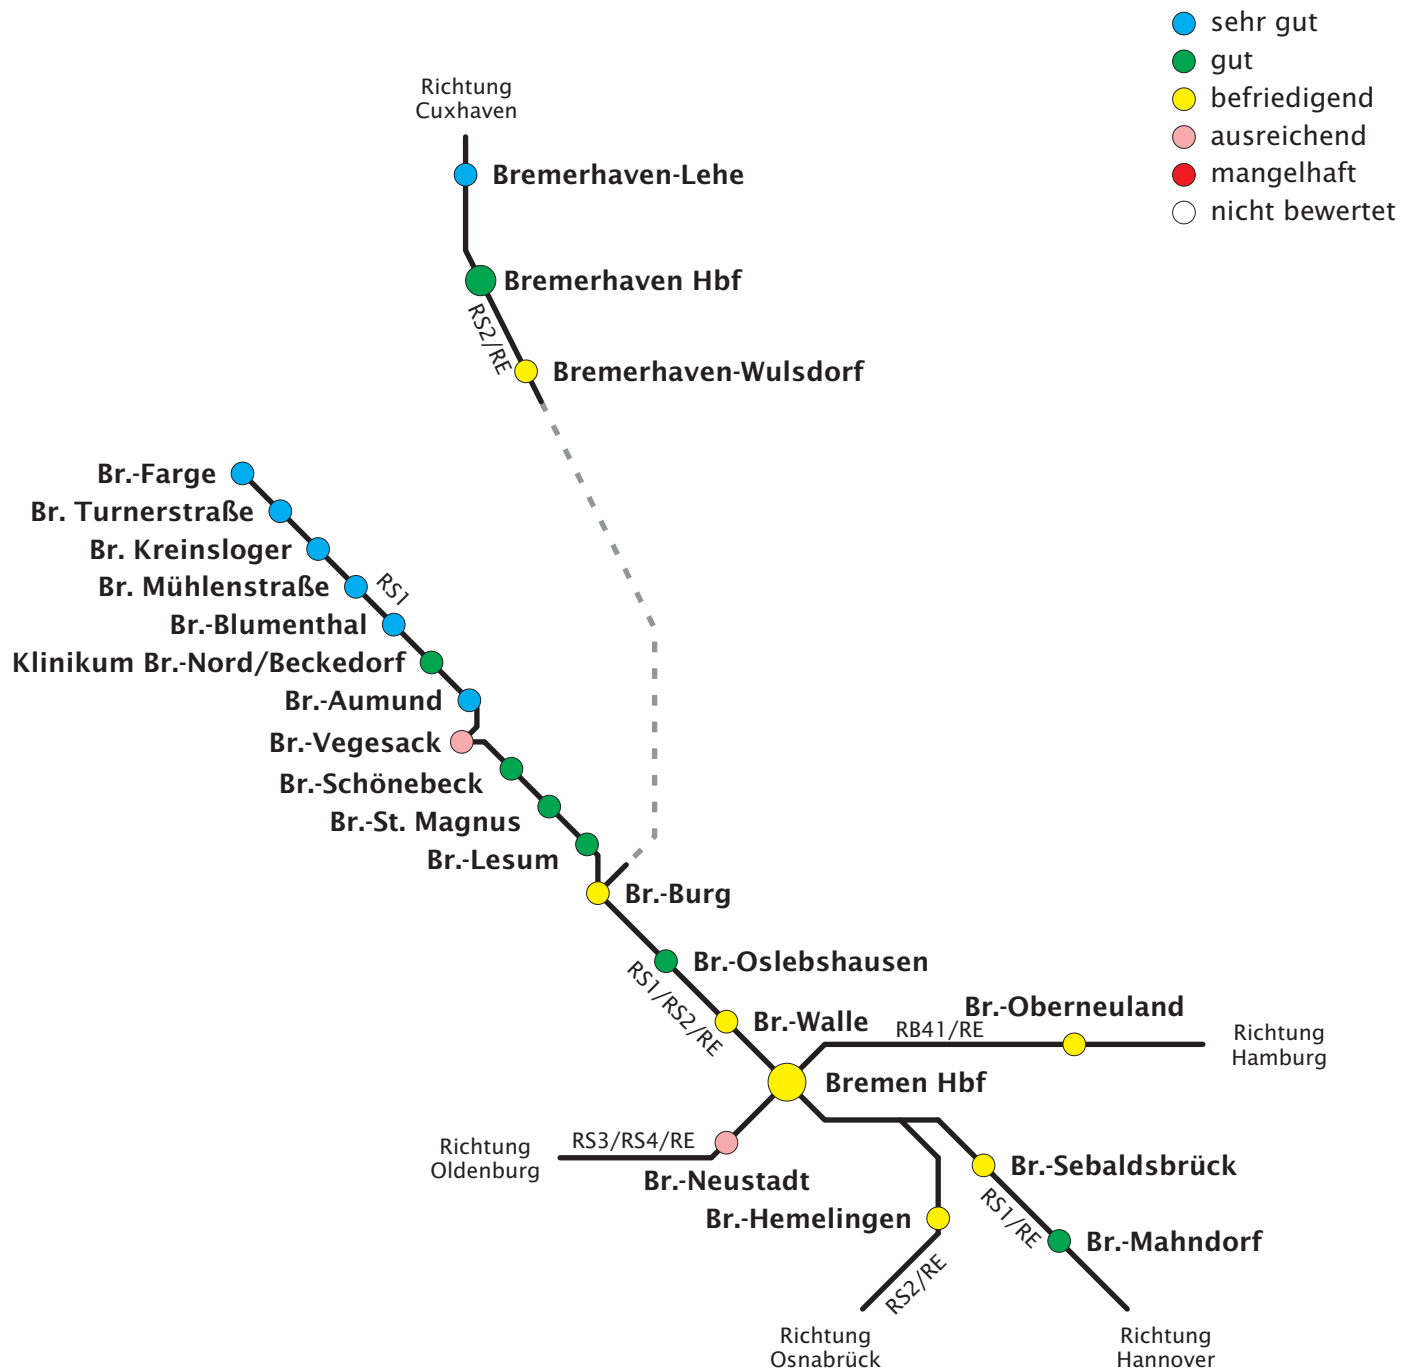 sehr gut
gut
befriedigend
ausreichend
mangelhaft
nicht bewertet
Richtung
Cuxhaven
Bremerhaven-Lehe
Bremerhaven Hbf
RS2/RE
Bremerhaven-Wulsdorf
Br.-Farge
Br. Turnerstraße
Br. Kreinsloger
Br. Mühlenstraße
RS1
Br.-Blumenthal
Klinikum Br.-Nord/Beckedorf
Br.-Aumund
Br.-Vegesack
Br.-Schönebeck
Br.-St. Magnus
Br.-Lesum
Br.-Burg
Br.-Oslebshausen
RS1/RS2/RE
Br.-Walle
Br.-Oberneuland
RB41/RE
Richtung
Hamburg
Bremen Hbf
RS3/RS4/RE
Richtung
Oldenburg
Br.-Neustadt
Br.-Sebaldsbrück
Br.-Hemelingen
RS1/RE
Br.-Mahndorf
RS2/RE
Richtung
Osnabrück
Richtung
Hannover